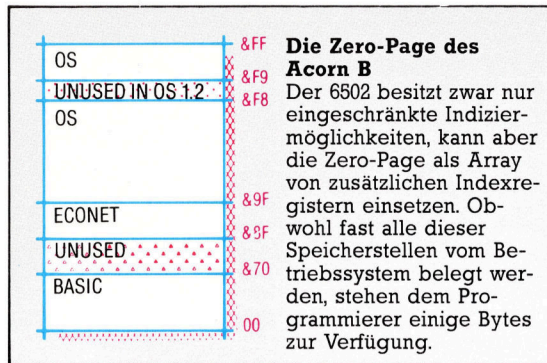 OS
UNUSED IN OS 1.2
OS
ECONET
UNUSED
BASIC
&FF
&F9
&F8
&9F
&8F
&70
00
Die Zero-Page des
Acorn B
Der 6502 besitzt zwar nur
eingeschränkte Indizier-
möglichkeiten, kann aber
die Zero-Page als Array
von zusätzlichen Indexre-
gistern einsetzen. Ob-
wohl fast alle dieser
Speicherstellen vom Be-
triebssystem belegt wer-
den, stehen dem Pro-
grammierer einige Bytes
zur Verfügung.